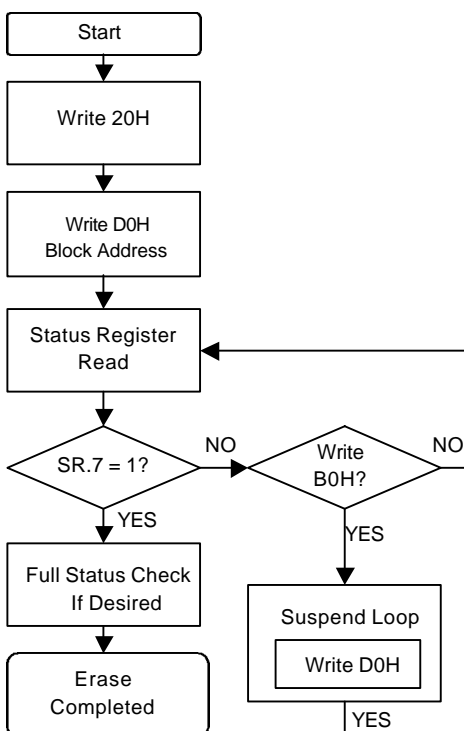 Start
Write 20H
Write D0H
Block Address
Status Register
Read
SR.7 = 1?
NO
Write
B0H?
NO
YES
YES
Full Status Check
If Desired
Suspend Loop
Write D0H
Erase
Completed
YES